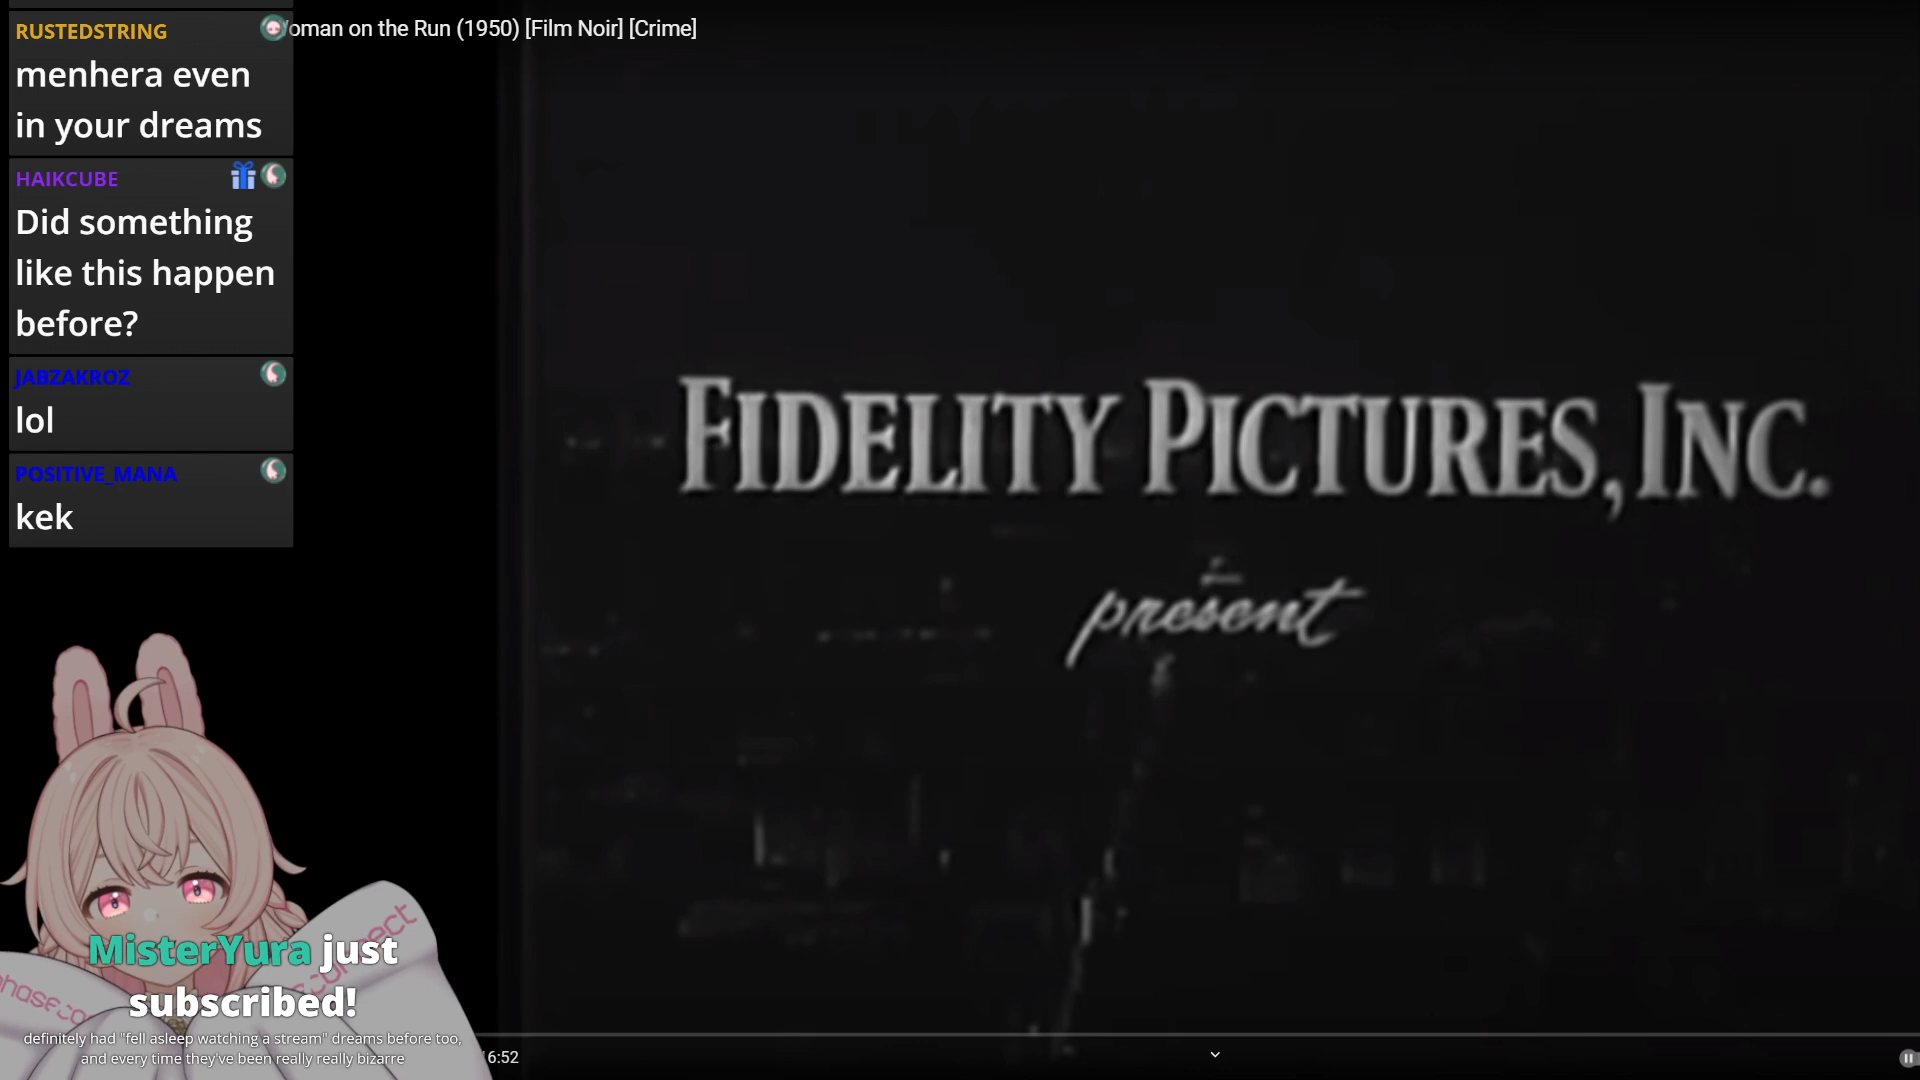 RUSTEDSTRING
menhera even
in your dreams
HAIKCUBE
Did something
like this happen
before?
JABZAKROZ
lol
POSITIVE_MANA
kek
oman on the Run (1950) [Film Noir] [Crime]
FIDELITY PICTURES, INC.
present
MisterYura just
subscribed!
definitely had "fell asleep watching a stream" dreams before too,
and every time they've been really really bizarre
6:52